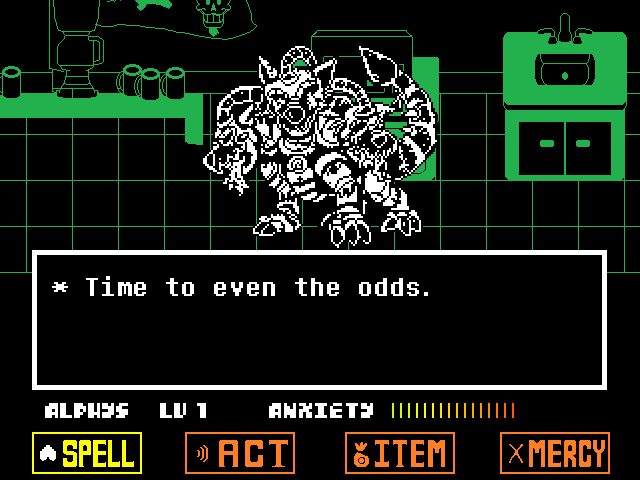 * Time to even the odds.
ALPHYS LV 1 ANXIETY
SPELL ACT ITEM MERCY